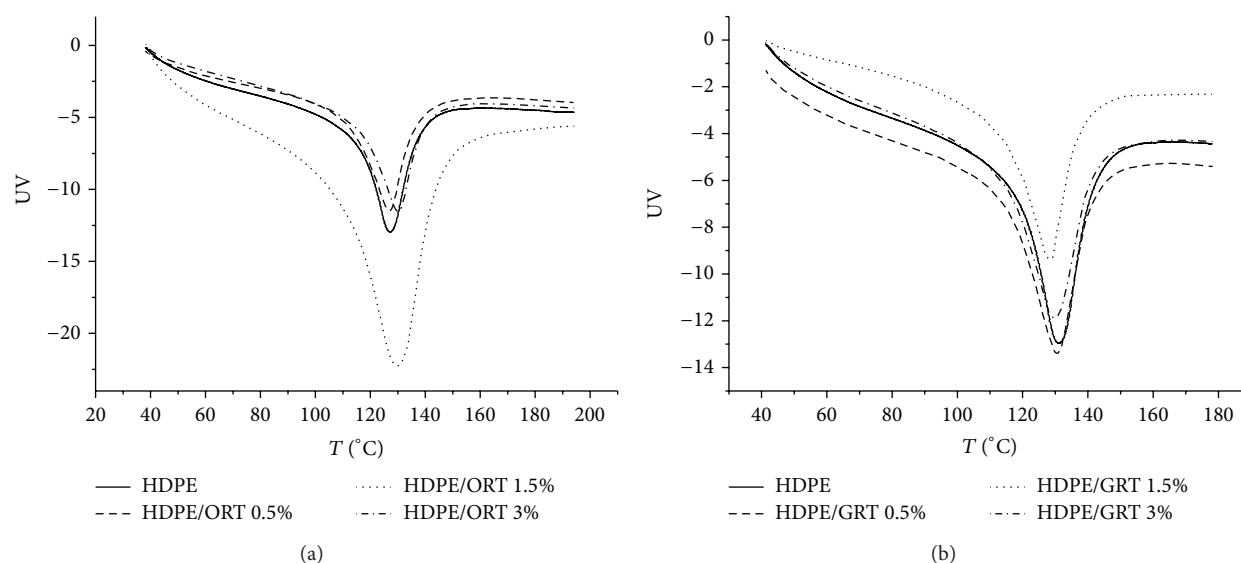 0
−5
−10
−15
−20
UV
20 40 60 80 100 120 140 160 180 200
T (°C)
HDPE
HDPE/ORT 0.5%
HDPE/ORT 1.5%
HDPE/ORT 3%
(a)
0
−2
−4
−6
−8
−10
−12
−14
UV
40 60 80 100 120 140 160 180
T (°C)
HDPE
HDPE/GRT 0.5%
HDPE/GRT 1.5%
HDPE/GRT 3%
(b)